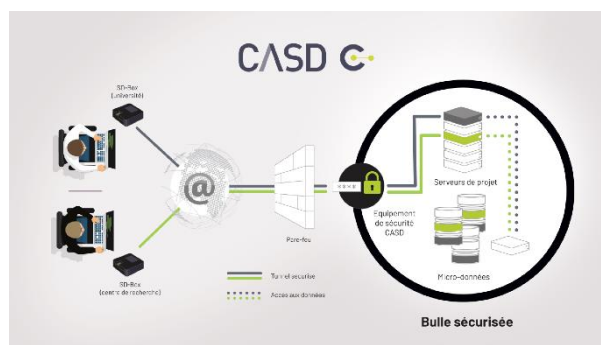 CASD C
SD-Box
(université)
@
SD-Box
(centre de recherche)
Pare-feu
Equipement
de sécurité
CASD
Serveurs de projet
Micro-données
Tunnel sécurisé
Accès aux données
Bulle sécurisée